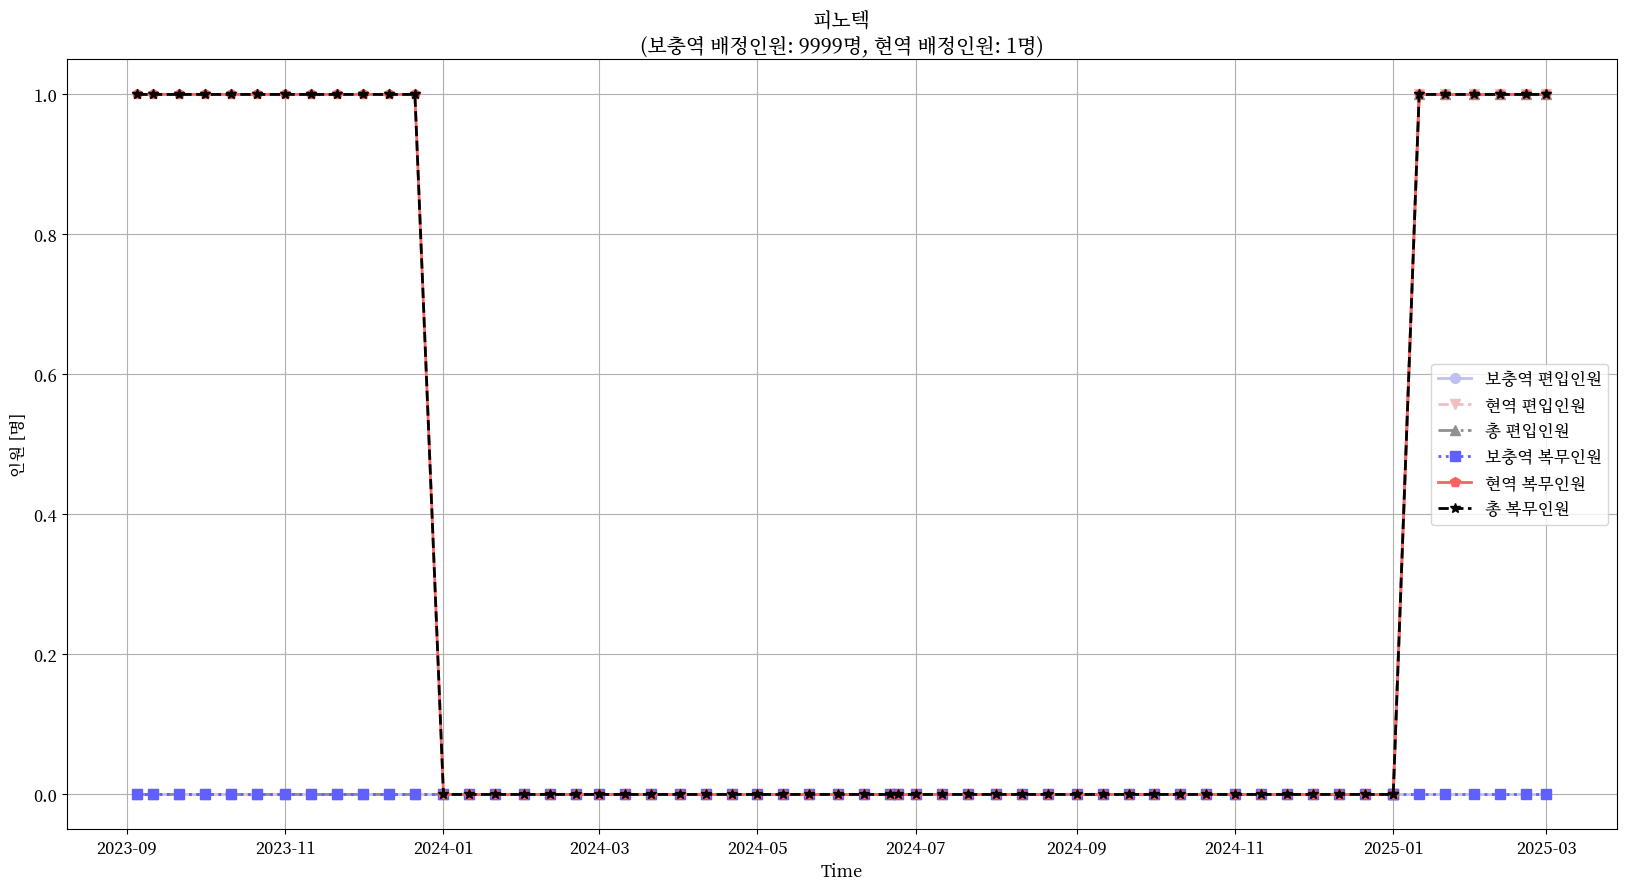 피노텍
(보충역 배정인원: 9999명, 현역 배정인원: 1명)
인원 [명]
1.0
0.8
0.6
0.4
0.2
0.0
보충역 편입인원
현역 편입인원
총 편입인원
보충역 복무인원
현역 복무인원
총 복무인원
2023-09
2023-11
2024-01
2024-03
2024-05
2024-07
2024-09
2024-11
2025-01
2025-03
Time